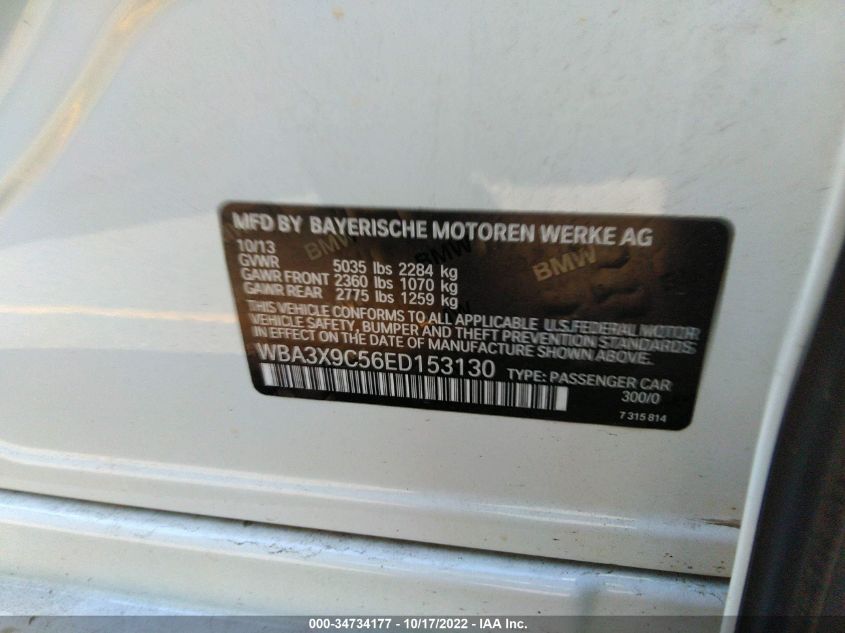 MFD BY BAYERISCHE MOTOREN WERKE AG
10/13
GVWR 5035 lbs 2284 kg
GAWR FRONT 2360 lbs 1070 kg
GAWR REAR 2775 lbs 1259 kg
BMW BMW BMW
THIS VEHICLE CONFORMS TO ALL APPLICABLE U.S. FEDERAL MOTOR
VEHICLE SAFETY, BUMPER, AND THEFT PREVENTION STANDARDS
IN EFFECT ON THE DATE OF MANUFACTURE SHOWN ABOVE.
WBA3X9C56ED153130 TYPE: PASSENGER CAR
300/0
7 315 814
000-34734177 - 10/17/2022 - IAA Inc.